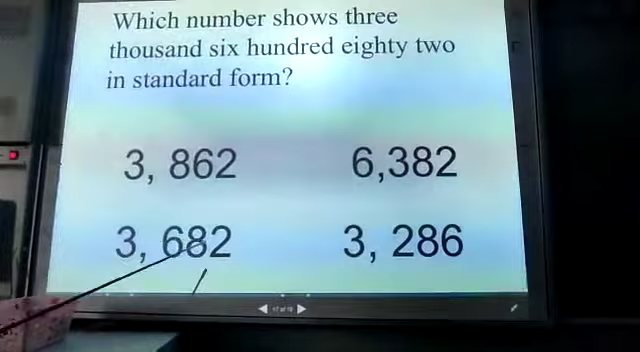 Which number shows three
thousand six hundred eighty two
in standard form?
3, 862 6,382
3, 682 3, 286